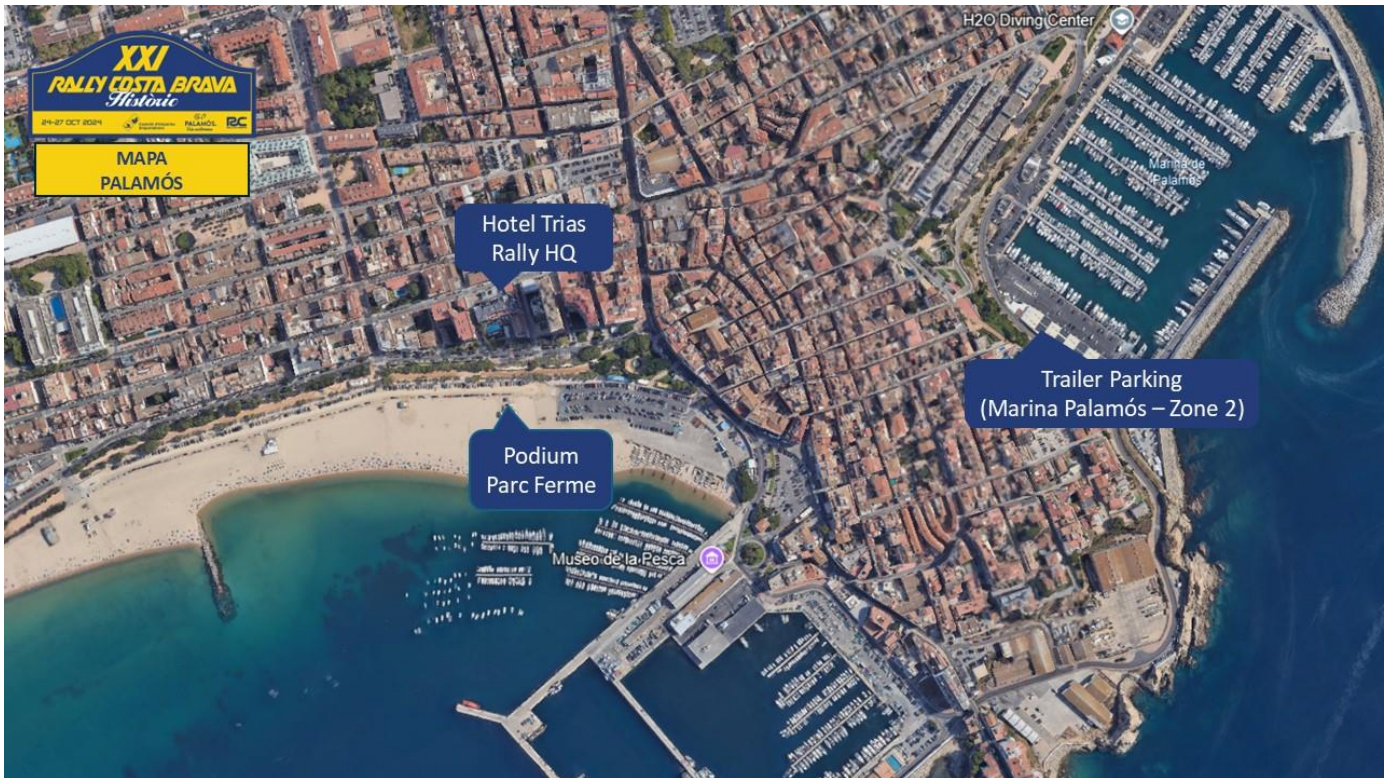 XXI
RALLY COSTA BRAVA
Històric
24-27 OCT 2024
PALAMÓS.
RC
MAPA
PALAMÓS
H2O Diving Center
Marina de
Palamós
Hotel Trias
Rally HQ
Trailer Parking
(Marina Palamós – Zone 2)
Podium
Parc Ferme
Museo de la Pesca